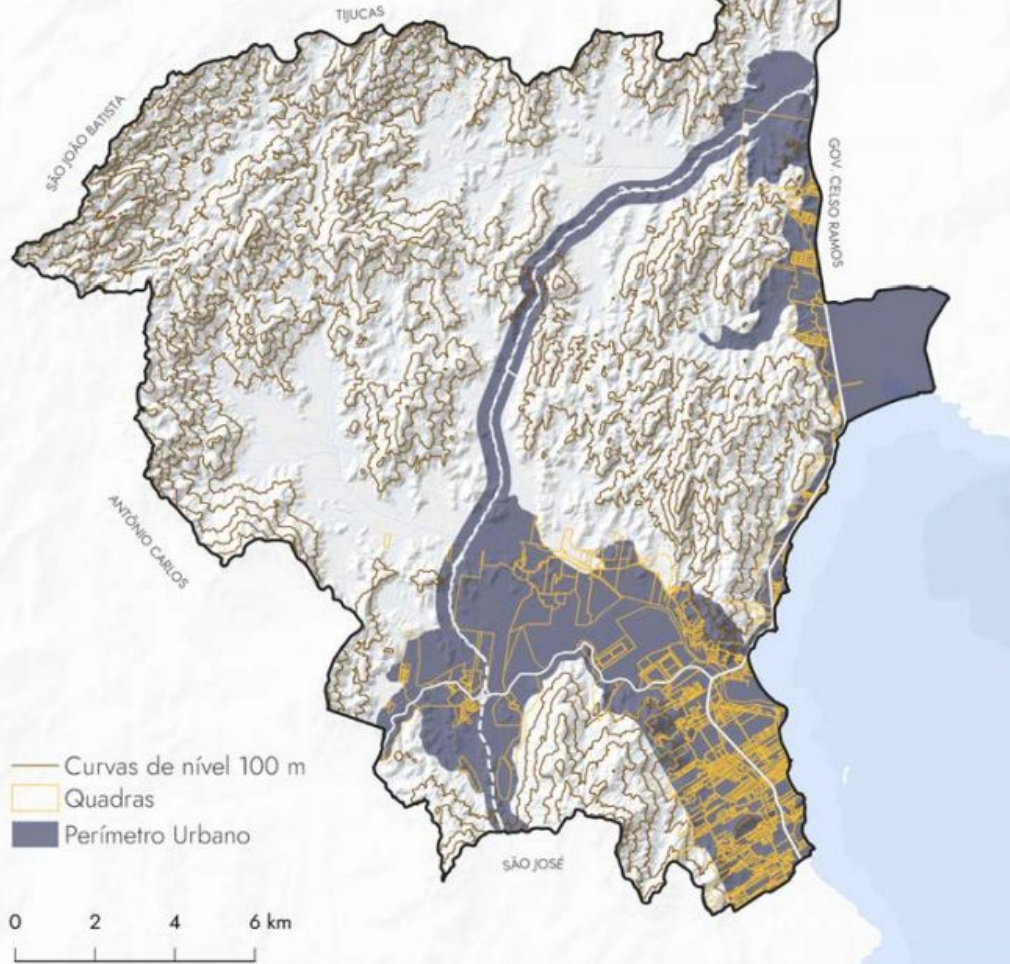 TIJUCAS
SÃO JOÃO BATISTA
GOV. CELSO RAMOS
ANTÔNIO CARLOS
Curvas de nível 100 m
Quadras
Perímetro Urbano
SÃO JOSÉ
0 2 4 6 km